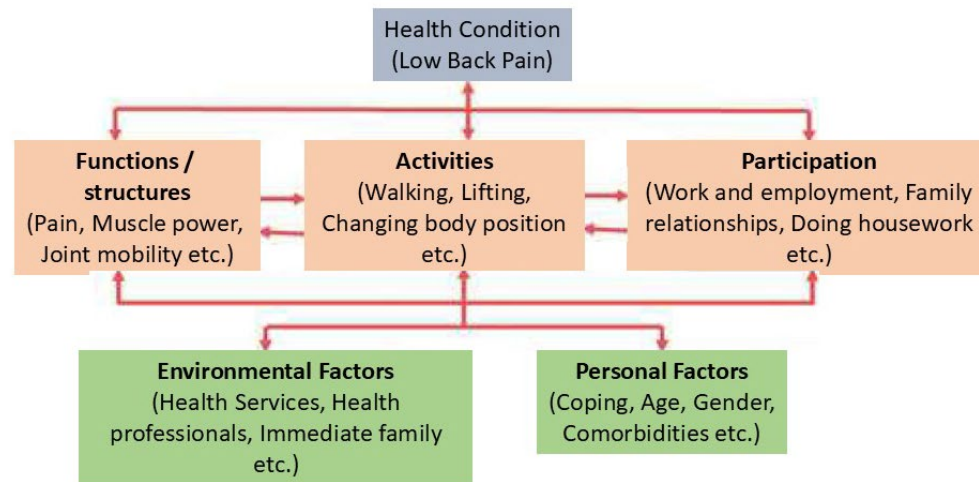 Health Condition
(Low Back Pain)
Functions /
structures
(Pain, Muscle power,
Joint mobility etc.)
Activities
(Walking, Lifting,
Changing body position
etc.)
Participation
(Work and employment, Family
relationships, Doing housework
etc.)
Environmental Factors
(Health Services, Health
professionals, Immediate family
etc.)
Personal Factors
(Coping, Age, Gender,
Comorbidities etc.)